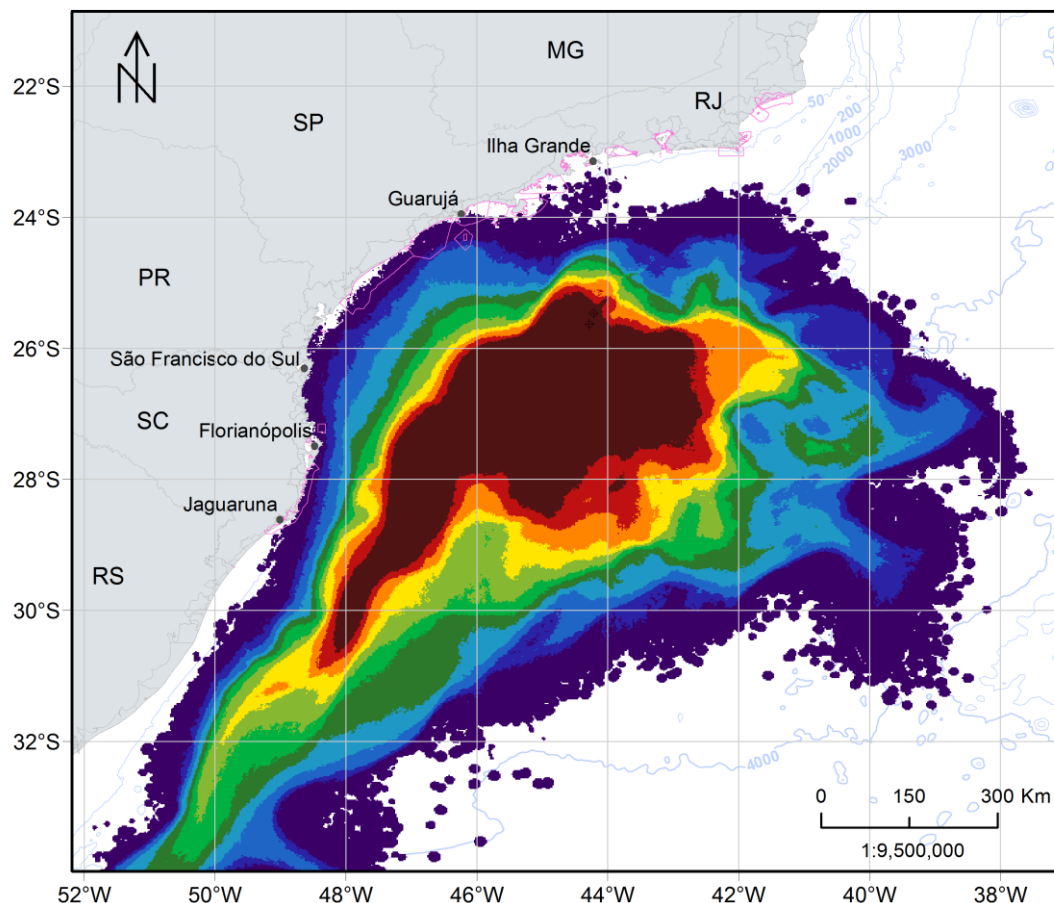 MG
22°S
RJ
50
200
1000
2000
3000
SP
N
Ilha Grande
Guarujá
24°S
PR
26°S
São Francisco do Sul
SC
Florianópolis
28°S
Jaguaruna
RS
30°S
32°S
4000
0 150 300 Km
1:9,500,000
52°W 50°W 48°W 46°W 44°W 42°W 40°W 38°W